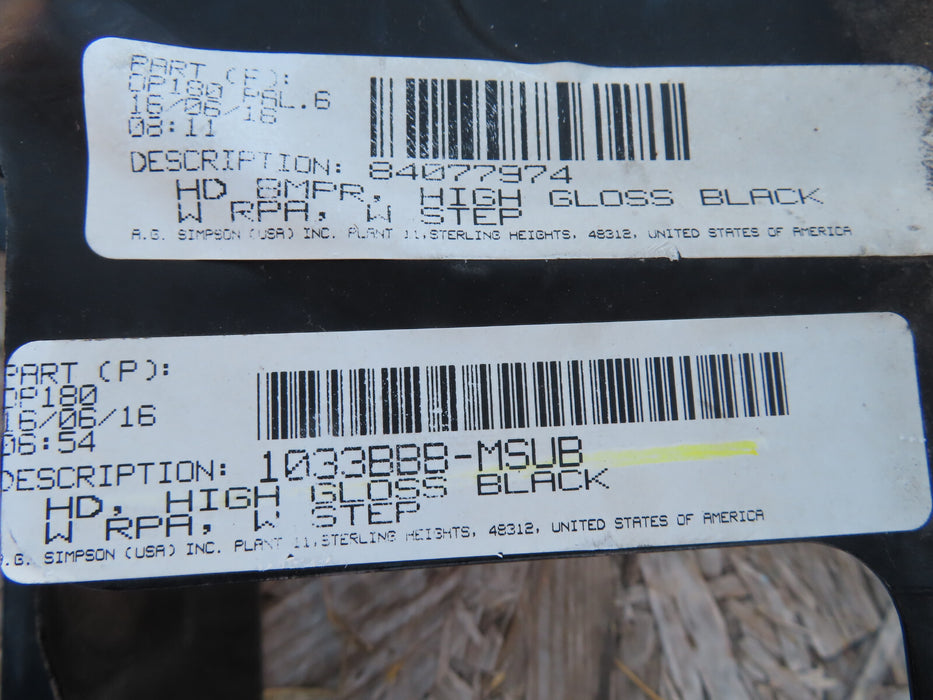 PART (P):
DP180 PSL.6
16/06/16
08:11
84077974
DESCRIPTION:
HD 8MPR, HIGH GLOSS BLACK
W RPA, W STEP
A.G. SIMPSON (USA) INC. PLANT 11, STERLING HEIGHTS, 48312, UNITED STATES OF AMERICA
PART (P):
DP180
16/06/16
06:54
1033BBB-MSWB
DESCRIPTION:
HD, HIGH GLOSS BLACK
W RPA, W STEP
A.G. SIMPSON (USA) INC. PLANT 11, STERLING HEIGHTS, 48312, UNITED STATES OF AMERICA